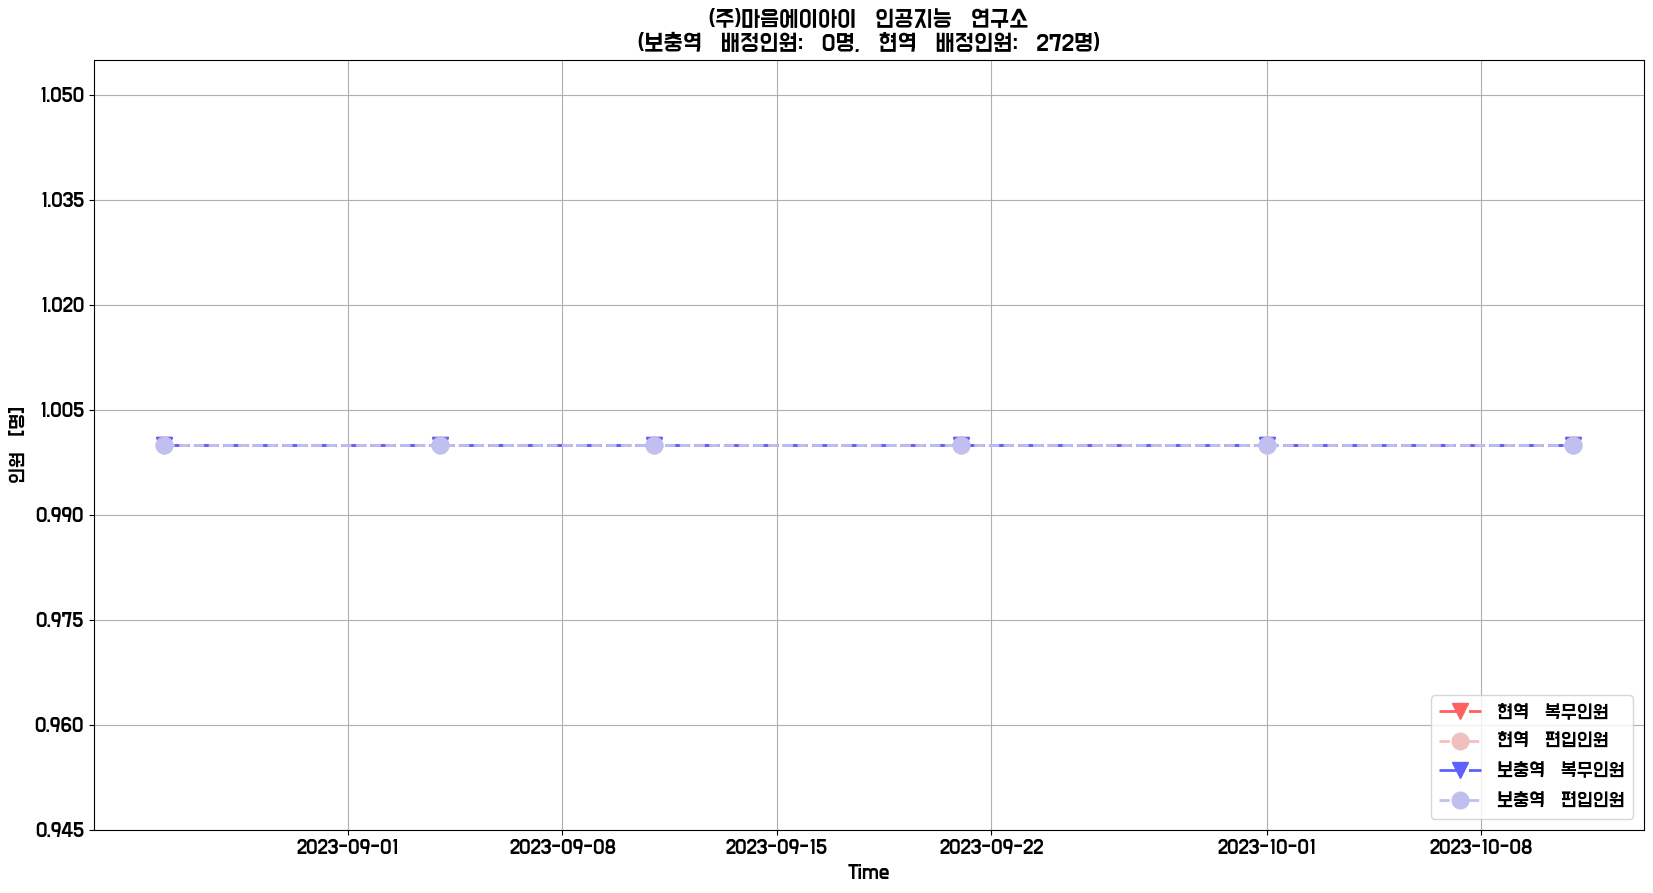 (주)마음에이아이 인공지능 연구소
(보충역 배정인원: 0명, 현역 배정인원: 272명)
1.050
1.035
1.020
1.005
0.990
0.975
0.960
0.945
인원 [명]
2023-09-01 2023-09-08 2023-09-15 2023-09-22 2023-10-01 2023-10-08
Time
현역 복무인원
현역 편입인원
보충역 복무인원
보충역 편입인원